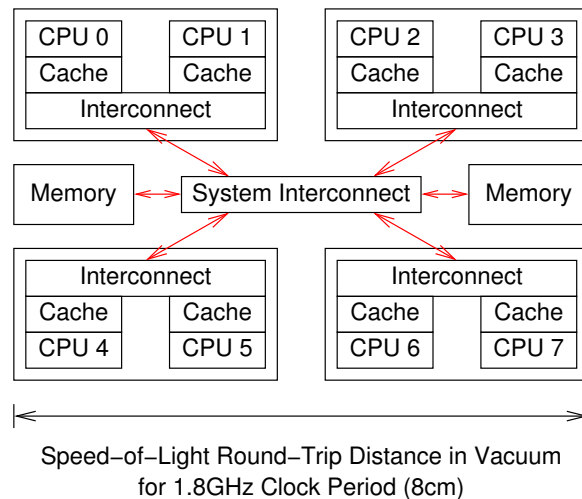 CPU 0 CPU 1 CPU 2 CPU 3
Cache Cache Cache Cache
Interconnect Interconnect
Memory System Interconnect Memory
Interconnect Interconnect
Cache Cache Cache Cache
CPU 4 CPU 5 CPU 6 CPU 7
Speed−of−Light Round−Trip Distance in Vacuum
for 1.8GHz Clock Period (8cm)